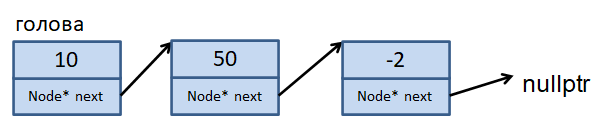 голова
10
50
-2
Node* next
Node* next
Node* next
nullptr